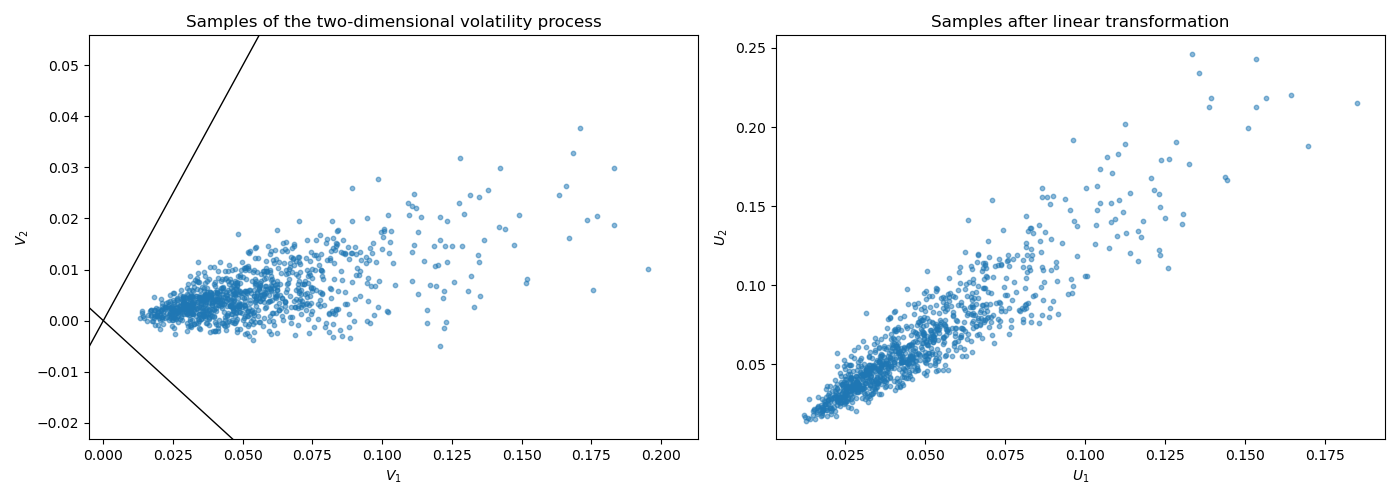 Samples of the two-dimensional volatility process
0.05
0.04
0.03
0.02
0.01
0.00
−0.01
−0.02
V₂
0.000 0.025 0.050 0.075 0.100 0.125 0.150 0.175 0.200
V₁
Samples after linear transformation
0.25
0.20
0.15
0.10
0.05
U₂
0.025 0.050 0.075 0.100 0.125 0.150 0.175
U₁